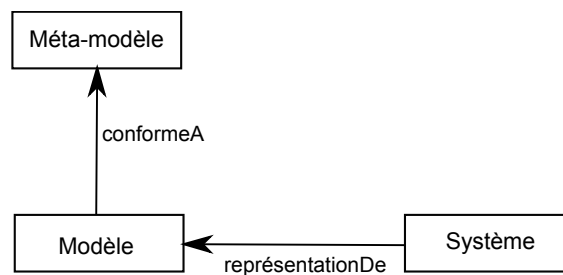 Méta-modèle
conformeA
Modèle
Système
représentationDe